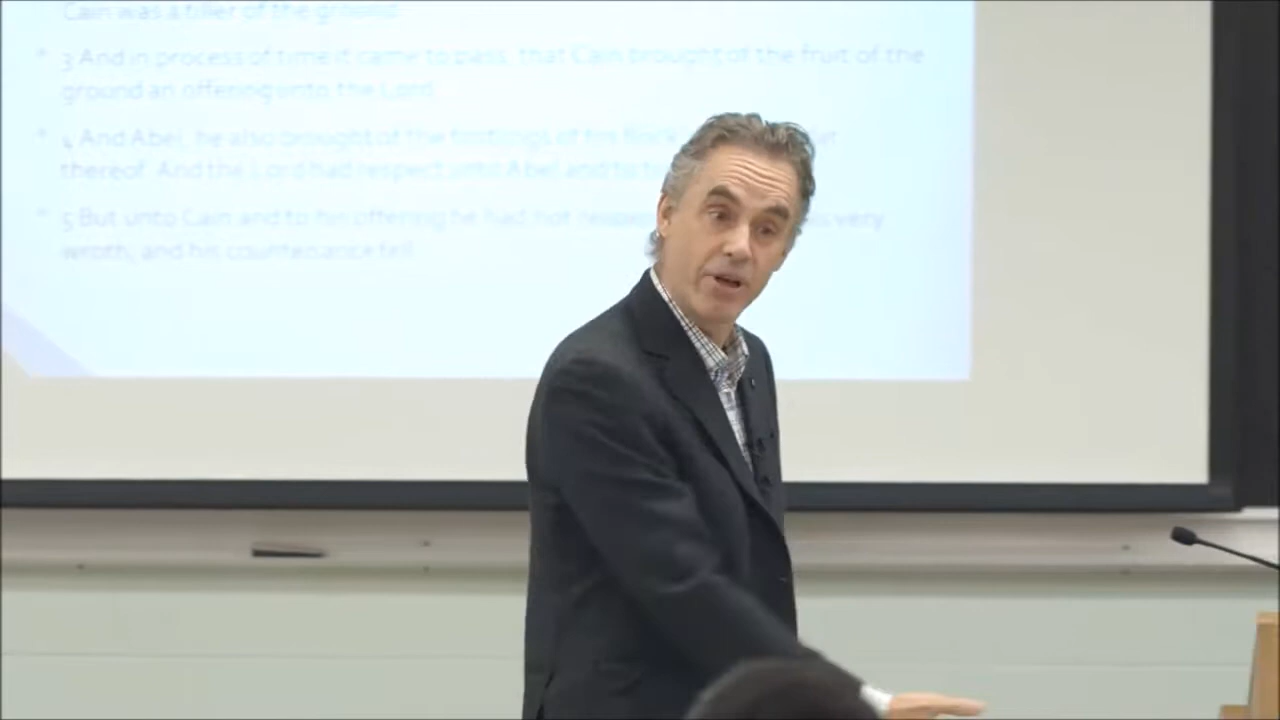 Cain was a tiller of the ground.
3 And in process of time it came to pass, that Cain brought of the fruit of the
ground an offering unto the Lord.
4 And Abel, he also brought of the firstlings of his flock
thereof. And the Lord had respect unto Abel and to
5 But unto Cain and to his offering he had not very
wroth, and his countenance fell.